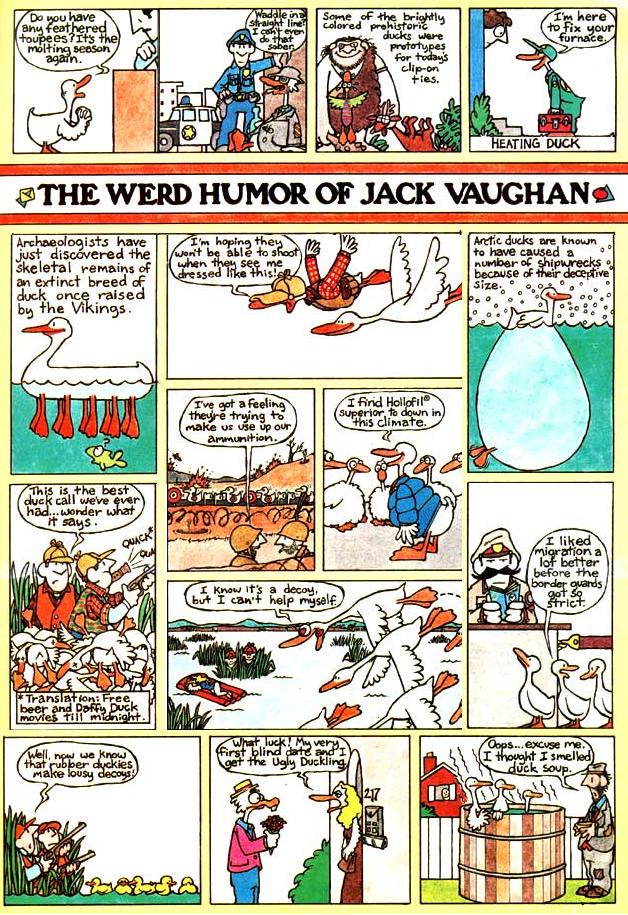 Do you have
any feathered
toupees? It's the
molting season
again.
Waddle in a
straight line?
I can't even
do that
sober.
Some of the brightly
colored prehistoric
ducks were
prototypes
for today's
clip-on
ties.
I'm here
to fix your
furnace.
HEATING DUCK
THE WERD HUMOR OF JACK VAUGHAN
Archaeologists have
just discovered the
skeletal remains of
an extinct breed of
duck once raised
by the Vikings.
I'm hoping they
won't be able to shoot
when they see me
dressed like this!
Arctic ducks are known
to have caused a
number of shipwrecks
because of their deceptive
size.
?
I've got a feeling
they're trying to
make us use up our
ammunition.
I find Hollofil®
superior to down in
this climate.
This is the best
duck call we've ever
had...wonder what
it says.
QUACK*
*Translation: Free
beer and Daffy Duck
movies till midnight.
I know it's a decoy,
but I can't help myself.
I liked
migration a
lot better
before the
border guards
got so
strict.
Well, now we know
that rubber duckies
make lousy decoys!
What luck! My very
first blind date and I
get the Ugly Duckling.
217
Oops...excuse me.
I thought I smelled
duck soup.